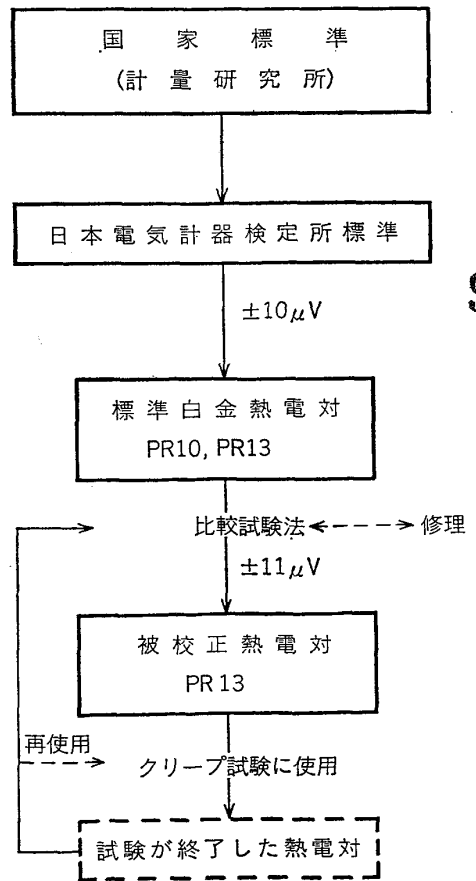 国家標準
(計量研究所)
日本電気計器検定所標準
±10μV
標準白金熱電対
PR10, PR13
比較試験法 修理
±11μV
被校正熱電対
PR13
再使用
クリープ試験に使用
試験が終了した熱電対